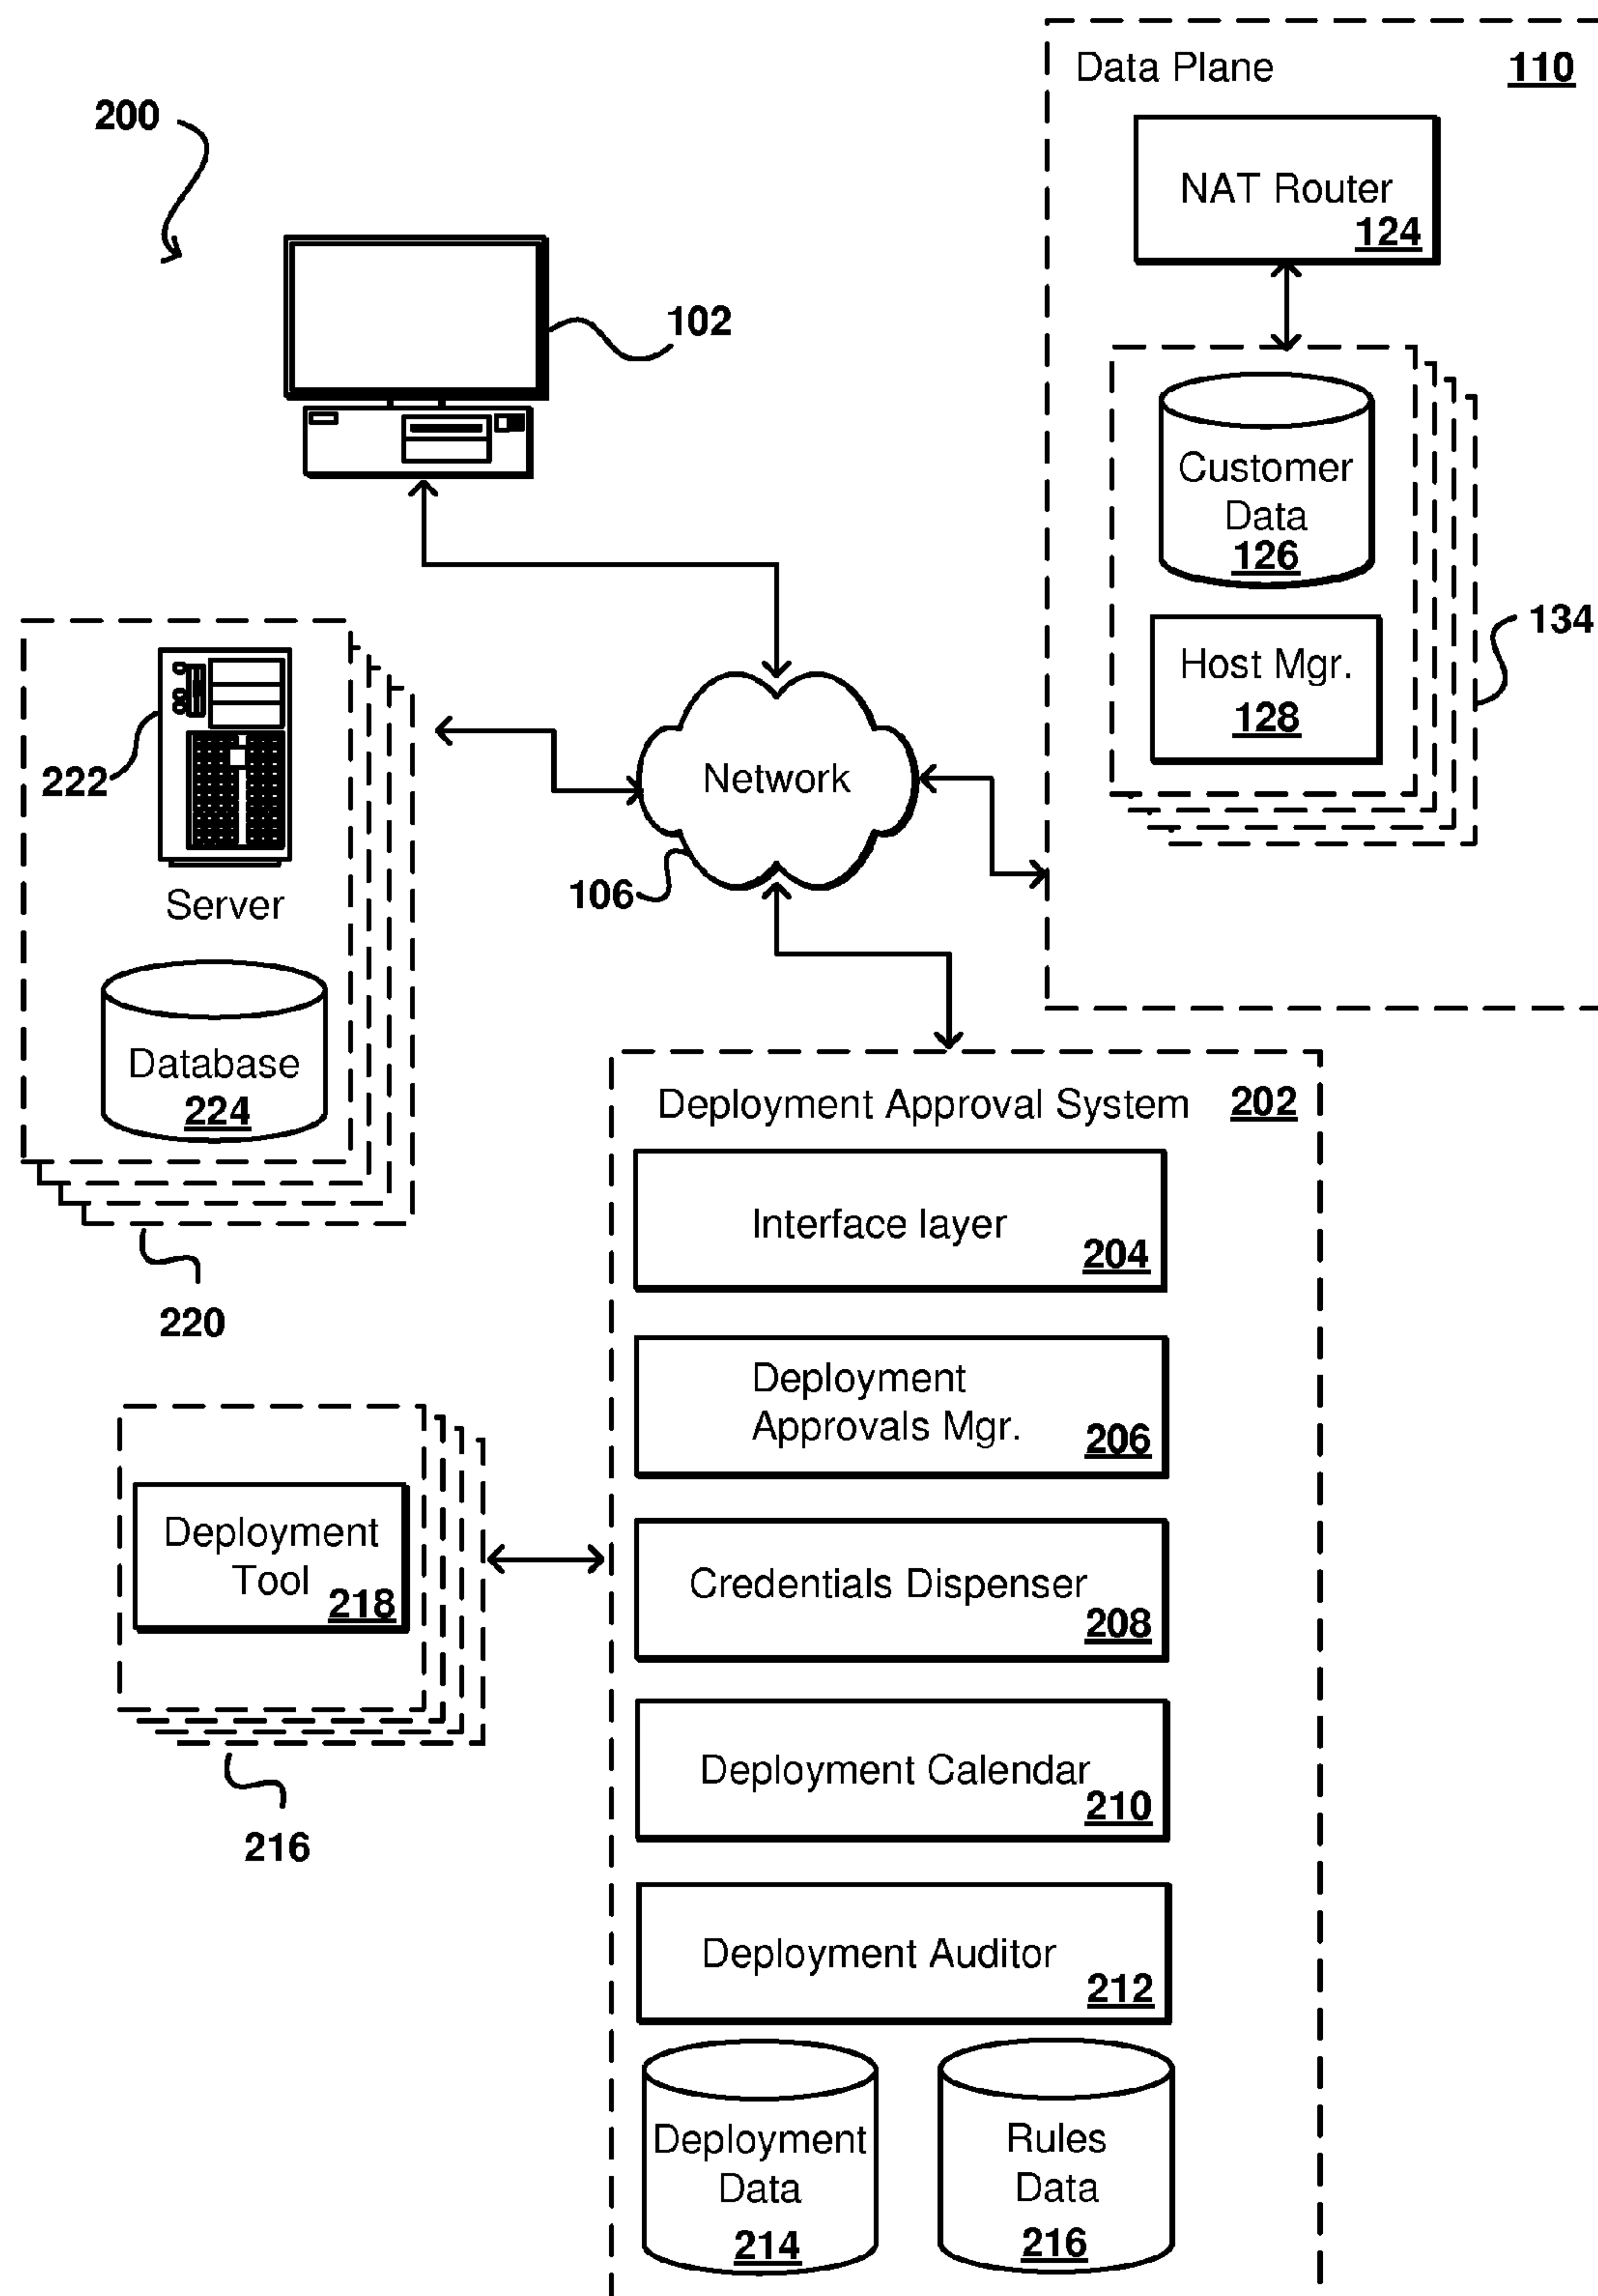 Data Plane 110
200
NAT Router
124
102
Customer
Data
126
134
Host Mgr.
128
222
Network
106
Server
Database
224
Deployment Approval System 202
Interface layer
204
220
Deployment
Approvals Mgr.
206
Deployment
Tool
218
Credentials Dispenser
208
Deployment Calendar
210
216
Deployment Auditor
212
Deployment
Data
214
Rules
Data
216